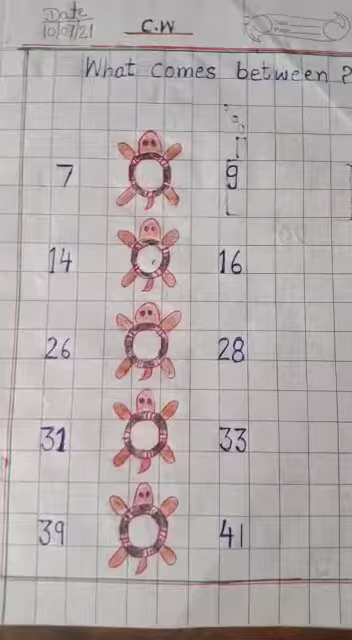 Date
10/07/21
C.W
What comes between ?
7 9
14 16
26 28
31 33
39 41